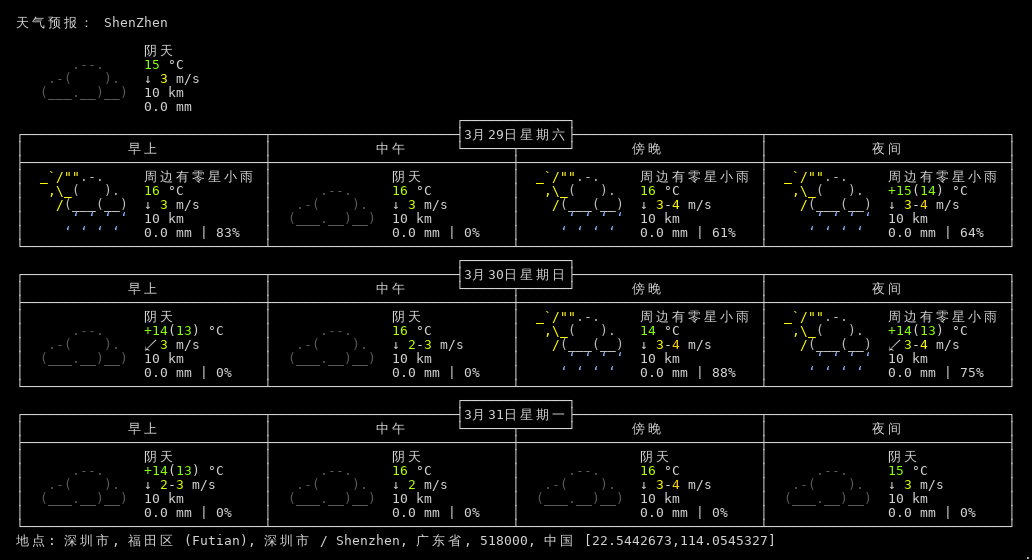 天气预报： ShenZhen
阴天
15 °C
↓ 3 m/s
10 km
0.0 mm
3月29日星期六
早上 中午 傍晚 夜间
周边有零星小雨 阴天 周边有零星小雨 周边有零星小雨
16 °C 16 °C 16 °C +15(14) °C
↓ 3 m/s ↓ 3 m/s ↓ 3-4 m/s ↓ 3-4 m/s
10 km 10 km 10 km 10 km
0.0 mm | 83% 0.0 mm | 0% 0.0 mm | 61% 0.0 mm | 64%
3月30日星期日
早上 中午 傍晚 夜间
阴天 阴天 周边有零星小雨 周边有零星小雨
+14(13) °C 16 °C 14 °C +14(13) °C
↙ 3 m/s ↓ 2-3 m/s ↓ 3-4 m/s ↙ 3-4 m/s
10 km 10 km 10 km 10 km
0.0 mm | 0% 0.0 mm | 0% 0.0 mm | 88% 0.0 mm | 75%
3月31日星期一
早上 中午 傍晚 夜间
阴天 阴天 阴天 阴天
+14(13) °C 16 °C 16 °C 15 °C
↓ 2-3 m/s ↓ 2 m/s ↓ 3-4 m/s ↓ 3 m/s
10 km 10 km 10 km 10 km
0.0 mm | 0% 0.0 mm | 0% 0.0 mm | 0% 0.0 mm | 0%
地点: 深圳市, 福田区 (Futian), 深圳市 / Shenzhen, 广东省, 518000, 中国 [22.5442673,114.0545327]